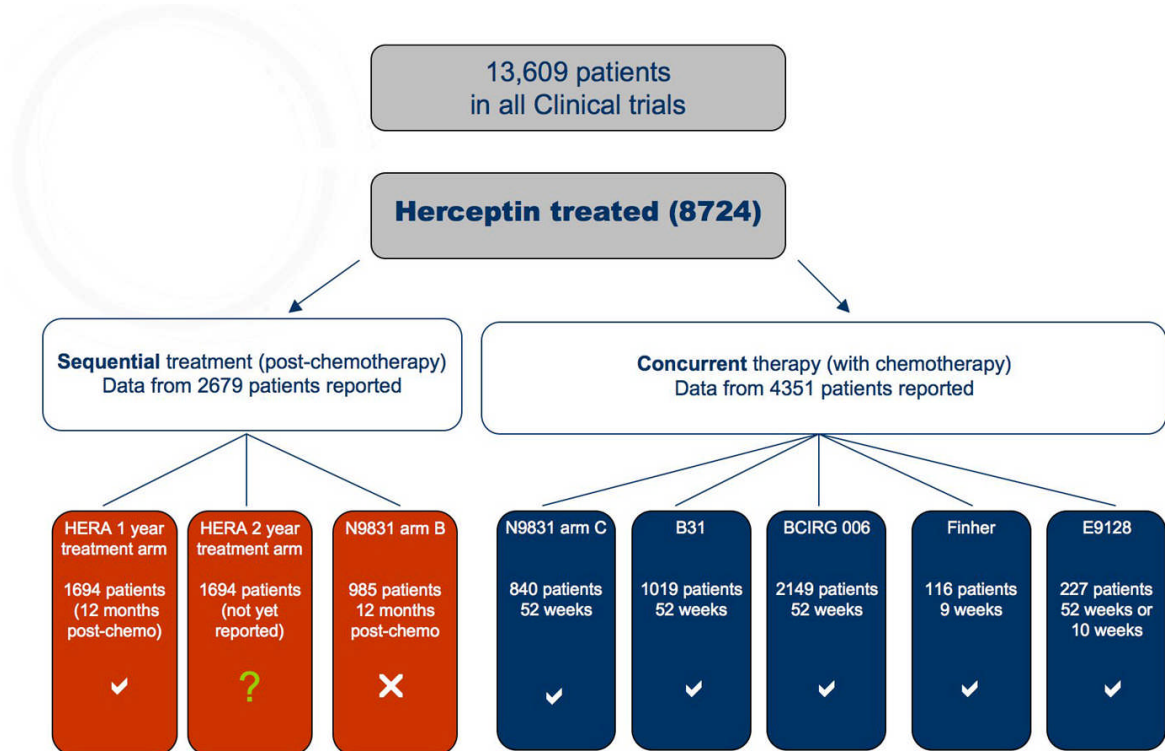 13,609 patients
in all Clinical trials
Herceptin treated (8724)
Sequential treatment (post-chemotherapy)
Data from 2679 patients reported
Concurrent therapy (with chemotherapy)
Data from 4351 patients reported
HERA 1 year
treatment arm
1694 patients
(12 months
post-chemo)
HERA 2 year
treatment arm
1694 patients
(not yet
reported)
?
N9831 arm B
985 patients
12 months
post-chemo
N9831 arm C
840 patients
52 weeks
B31
1019 patients
52 weeks
BCIRG 006
2149 patients
52 weeks
Finher
116 patients
9 weeks
E9128
227 patients
52 weeks or
10 weeks